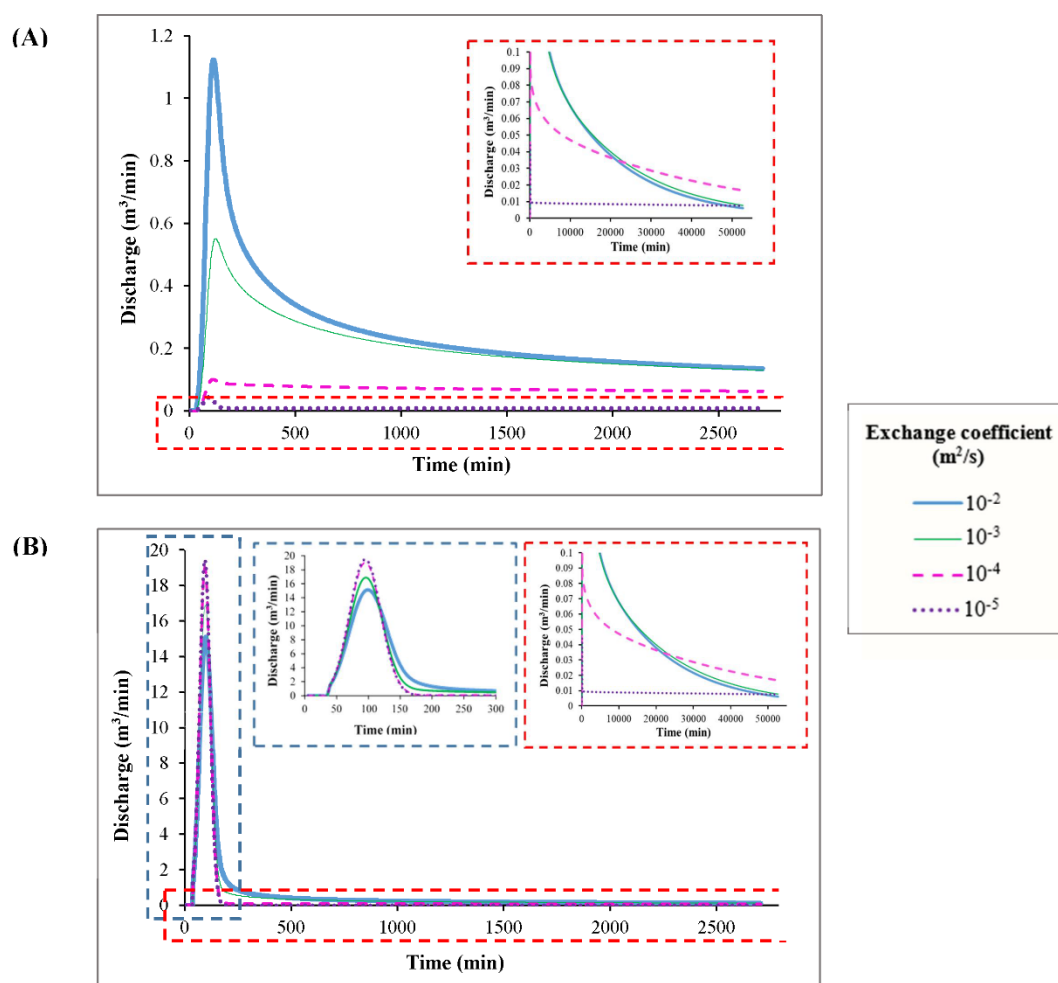 (A)
1.2
1
0.8
0.6
0.4
0.2
0
Discharge (m³/min)
0 500 1000 1500 2000 2500
Time (min)
0.1
0.09
0.08
0.07
0.06
0.05
0.04
0.03
0.02
0.01
0
Discharge (m³/min)
0 10000 20000 30000 40000 50000
Time (min)
Exchange coefficient
(m²/s)
10⁻²
10⁻³
10⁻⁴
10⁻⁵
(B)
20
18
16
14
12
10
8
6
4
2
0
Discharge (m³/min)
0 500 1000 1500 2000 2500
Time (min)
20
18
16
14
12
10
8
6
4
2
0
Discharge (m³/min)
0 50 100 150 200 250 300
Time (min)
0.1
0.09
0.08
0.07
0.06
0.05
0.04
0.03
0.02
0.01
0
Discharge (m³/min)
0 10000 20000 30000 40000 50000
Time (min)